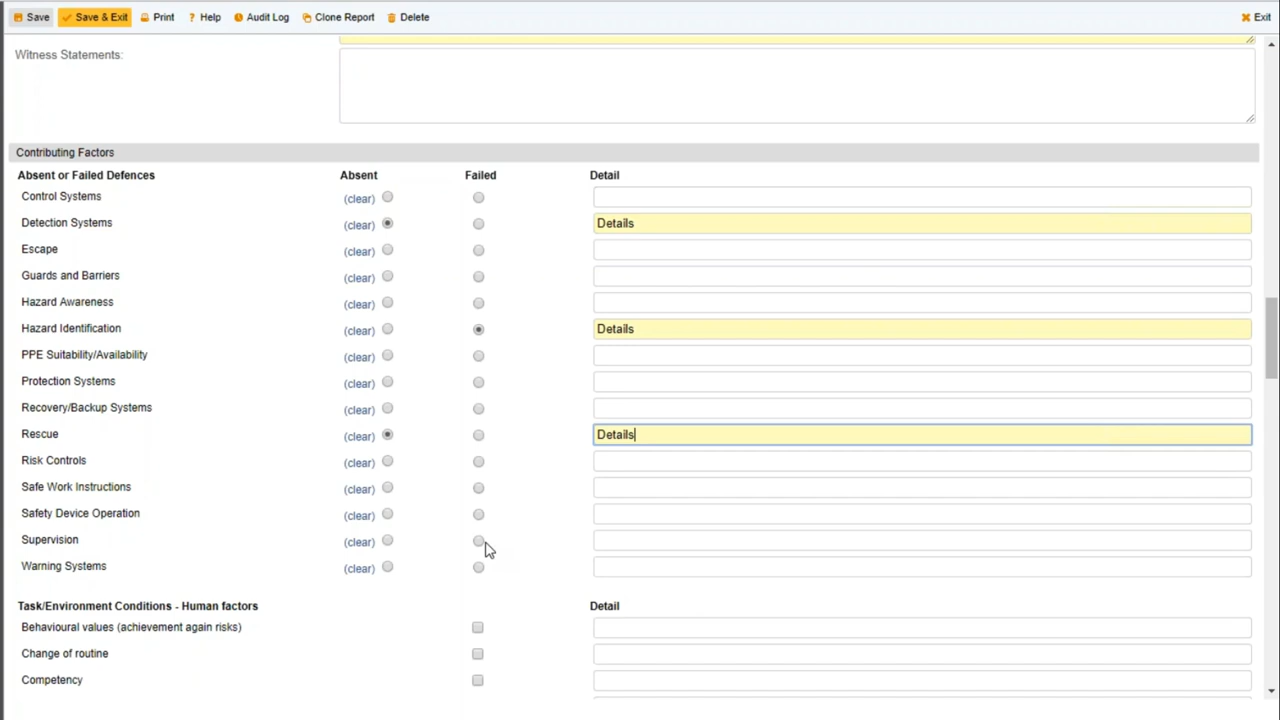 Save Save & Exit Print ? Help Audit Log Clone Report Delete Exit
Witness Statements:
Contributing Factors
Absent or Failed Defences Absent Failed Detail
Control Systems (clear)
Detection Systems (clear) Details
Escape (clear)
Guards and Barriers (clear)
Hazard Awareness (clear)
Hazard Identification (clear) Details
PPE Suitability/Availability (clear)
Protection Systems (clear)
Recovery/Backup Systems (clear)
Rescue (clear) Details
Risk Controls (clear)
Safe Work Instructions (clear)
Safety Device Operation (clear)
Supervision (clear)
Warning Systems (clear)
Task/Environment Conditions - Human factors Detail
Behavioural values (achievement again risks)
Change of routine
Competency